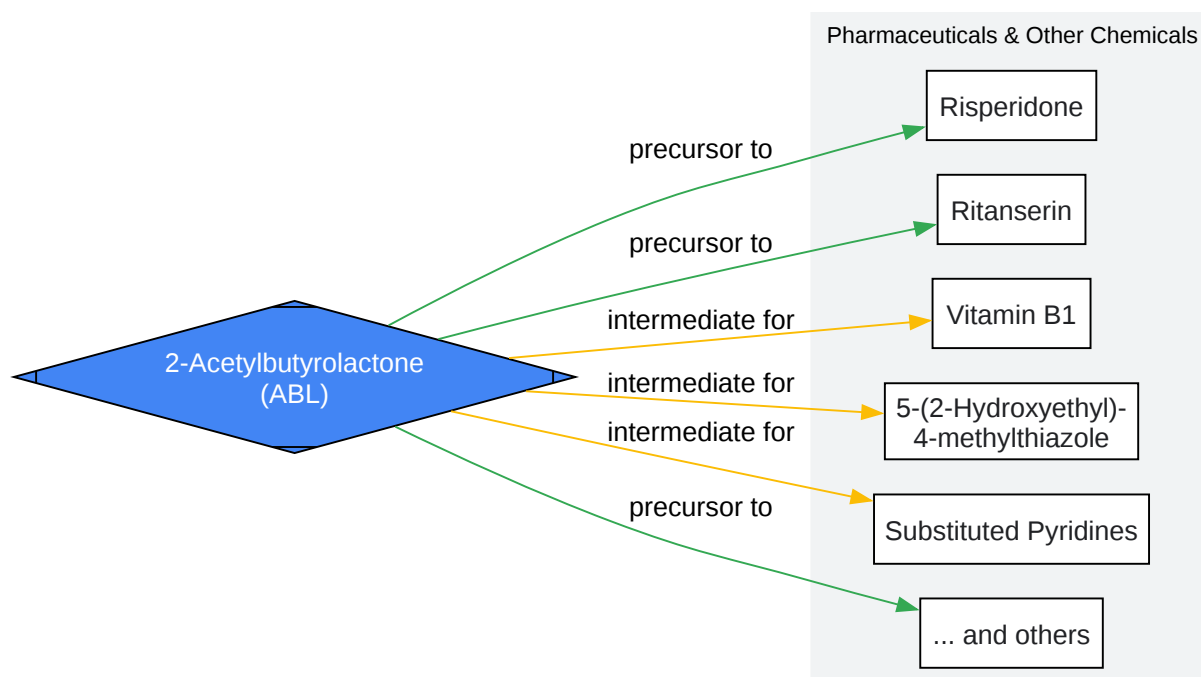 Pharmaceuticals & Other Chemicals
Risperidone
precursor to
Ritanserin
precursor to
Vitamin B1
intermediate for
2-Acetylbutyrolactone
(ABL)
intermediate for
5-(2-Hydroxyethyl)-
4-methylthiazole
intermediate for
Substituted Pyridines
precursor to
... and others